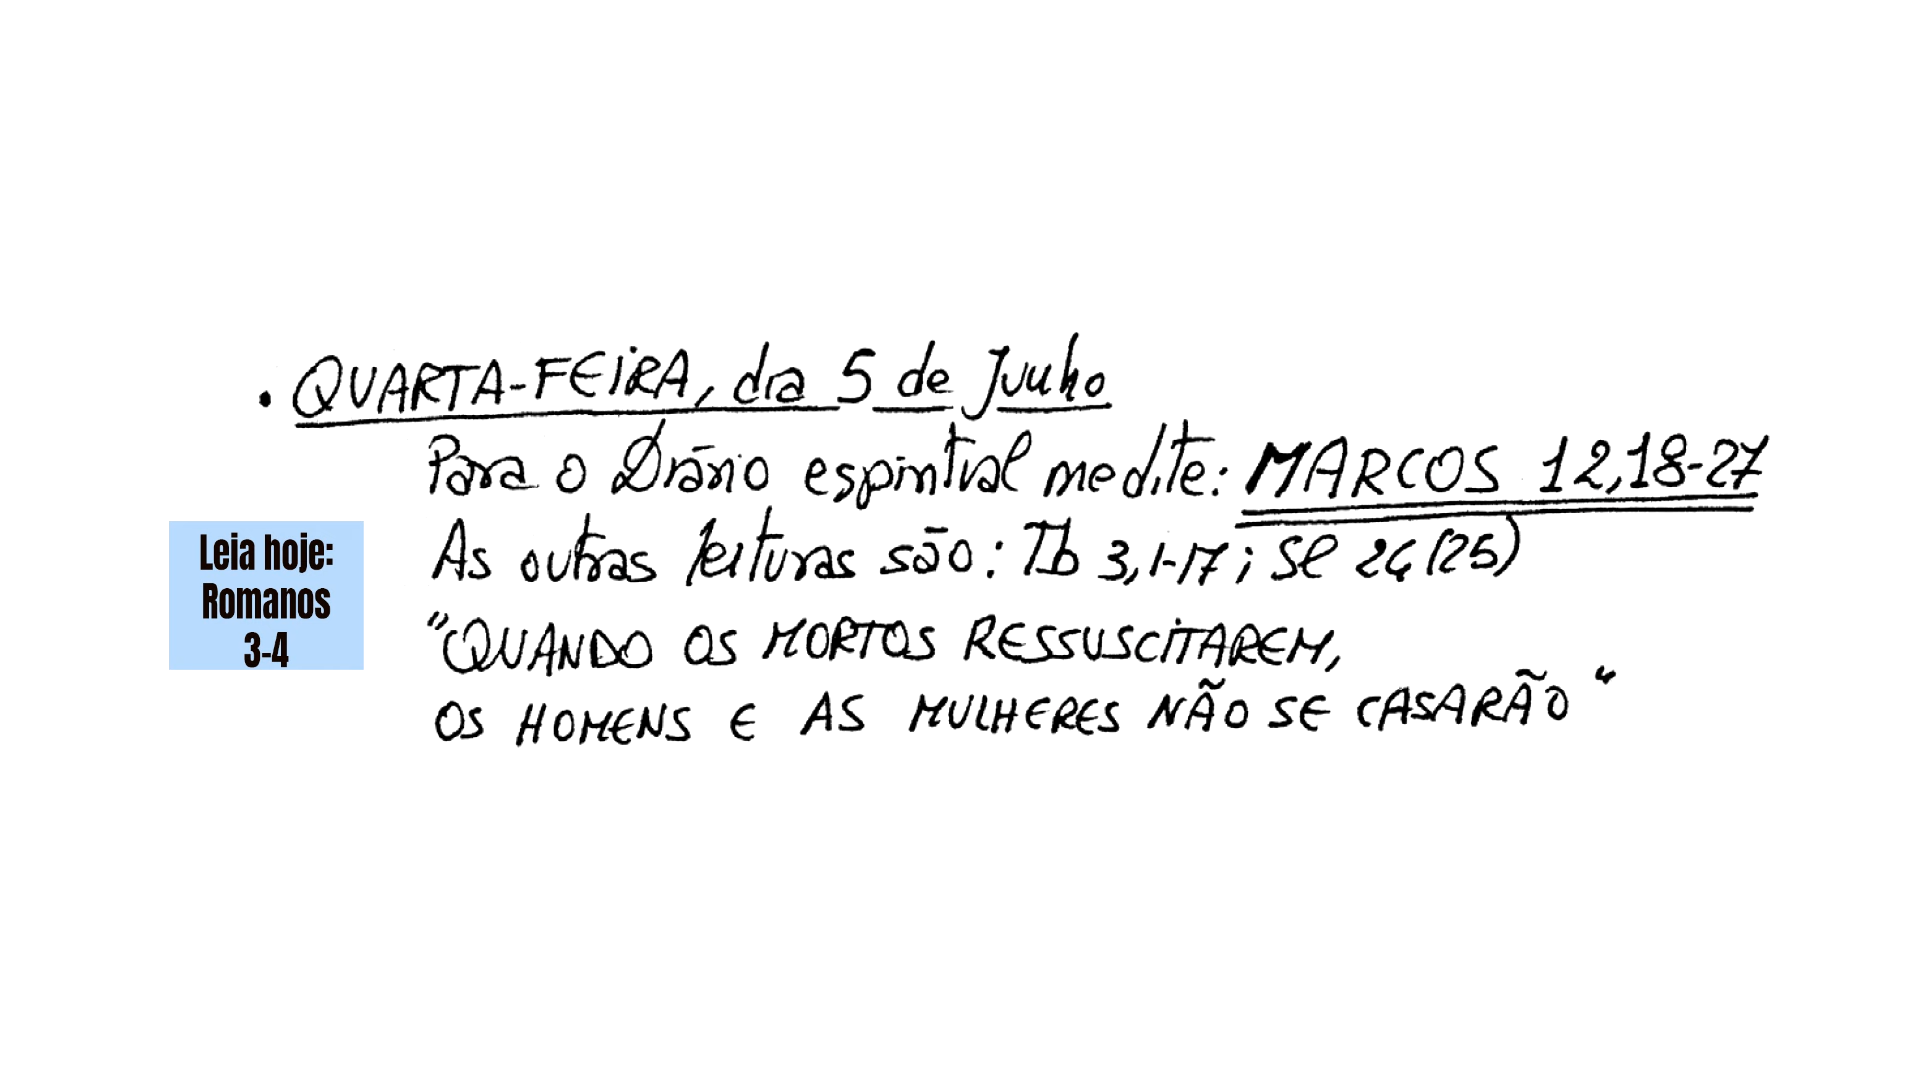 • QUARTA-FEIRA, dia 5 de Junho
Para o Diário espiritual medite: MARCOS 12,18-27
As outras leituras são: Tb 3,1-17; Sl 24 (25)
"QUANDO OS MORTOS RESSUSCITAREM,
OS HOMENS E AS MULHERES NÃO SE CASARÃO"
Leia hoje:
Romanos
3-4